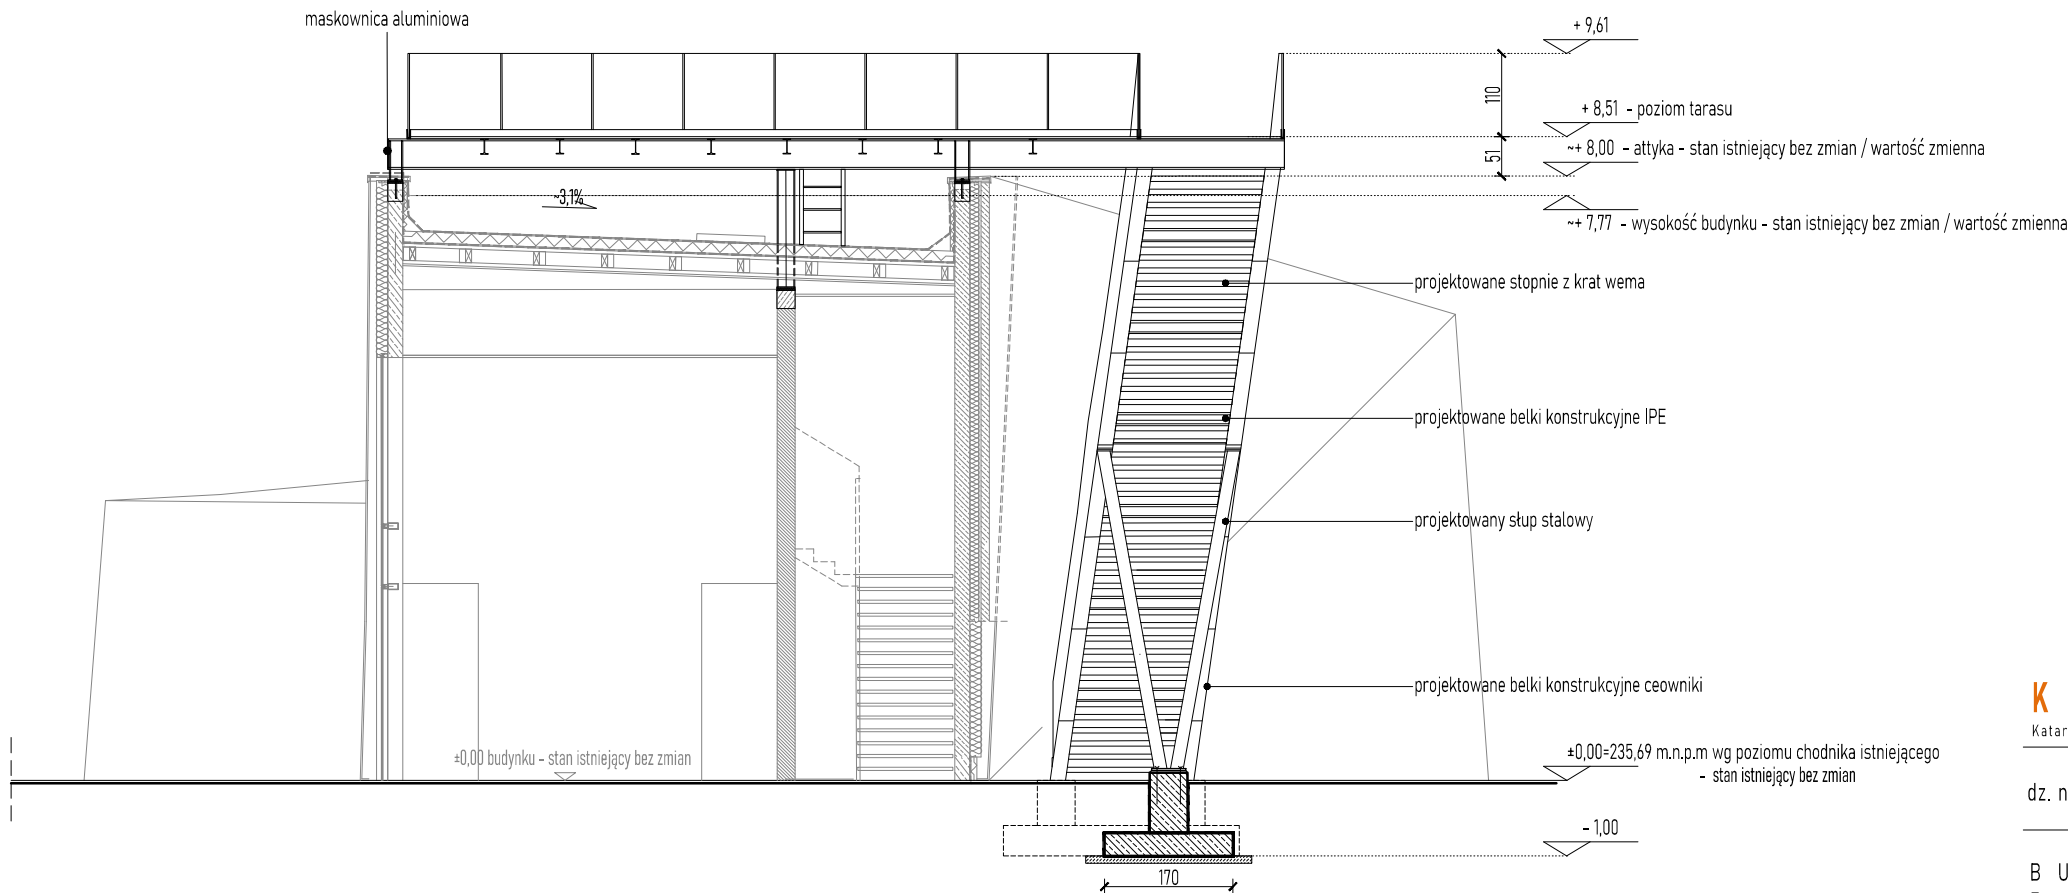 maskownica aluminiowa
+ 9,61
110
+ 8,51 - poziom tarasu
~+ 8,00 - attyka - stan istniejący bez zmian / wartość zmienna
51
~3,1%
~+ 7,77 - wysokość budynku - stan istniejący bez zmian / wartość zmienna
projektowane stopnie z krat wema
projektowane belki konstrukcyjne IPE
projektowany słup stalowy
projektowane belki konstrukcyjne ceowniki
K
Katar
±0,00 budynku - stan istniejący bez zmian
±0,00=235,69 m.n.p.m wg poziomu chodnika istniejącego
- stan istniejący bez zmian
dz. n
- 1,00
170
B U